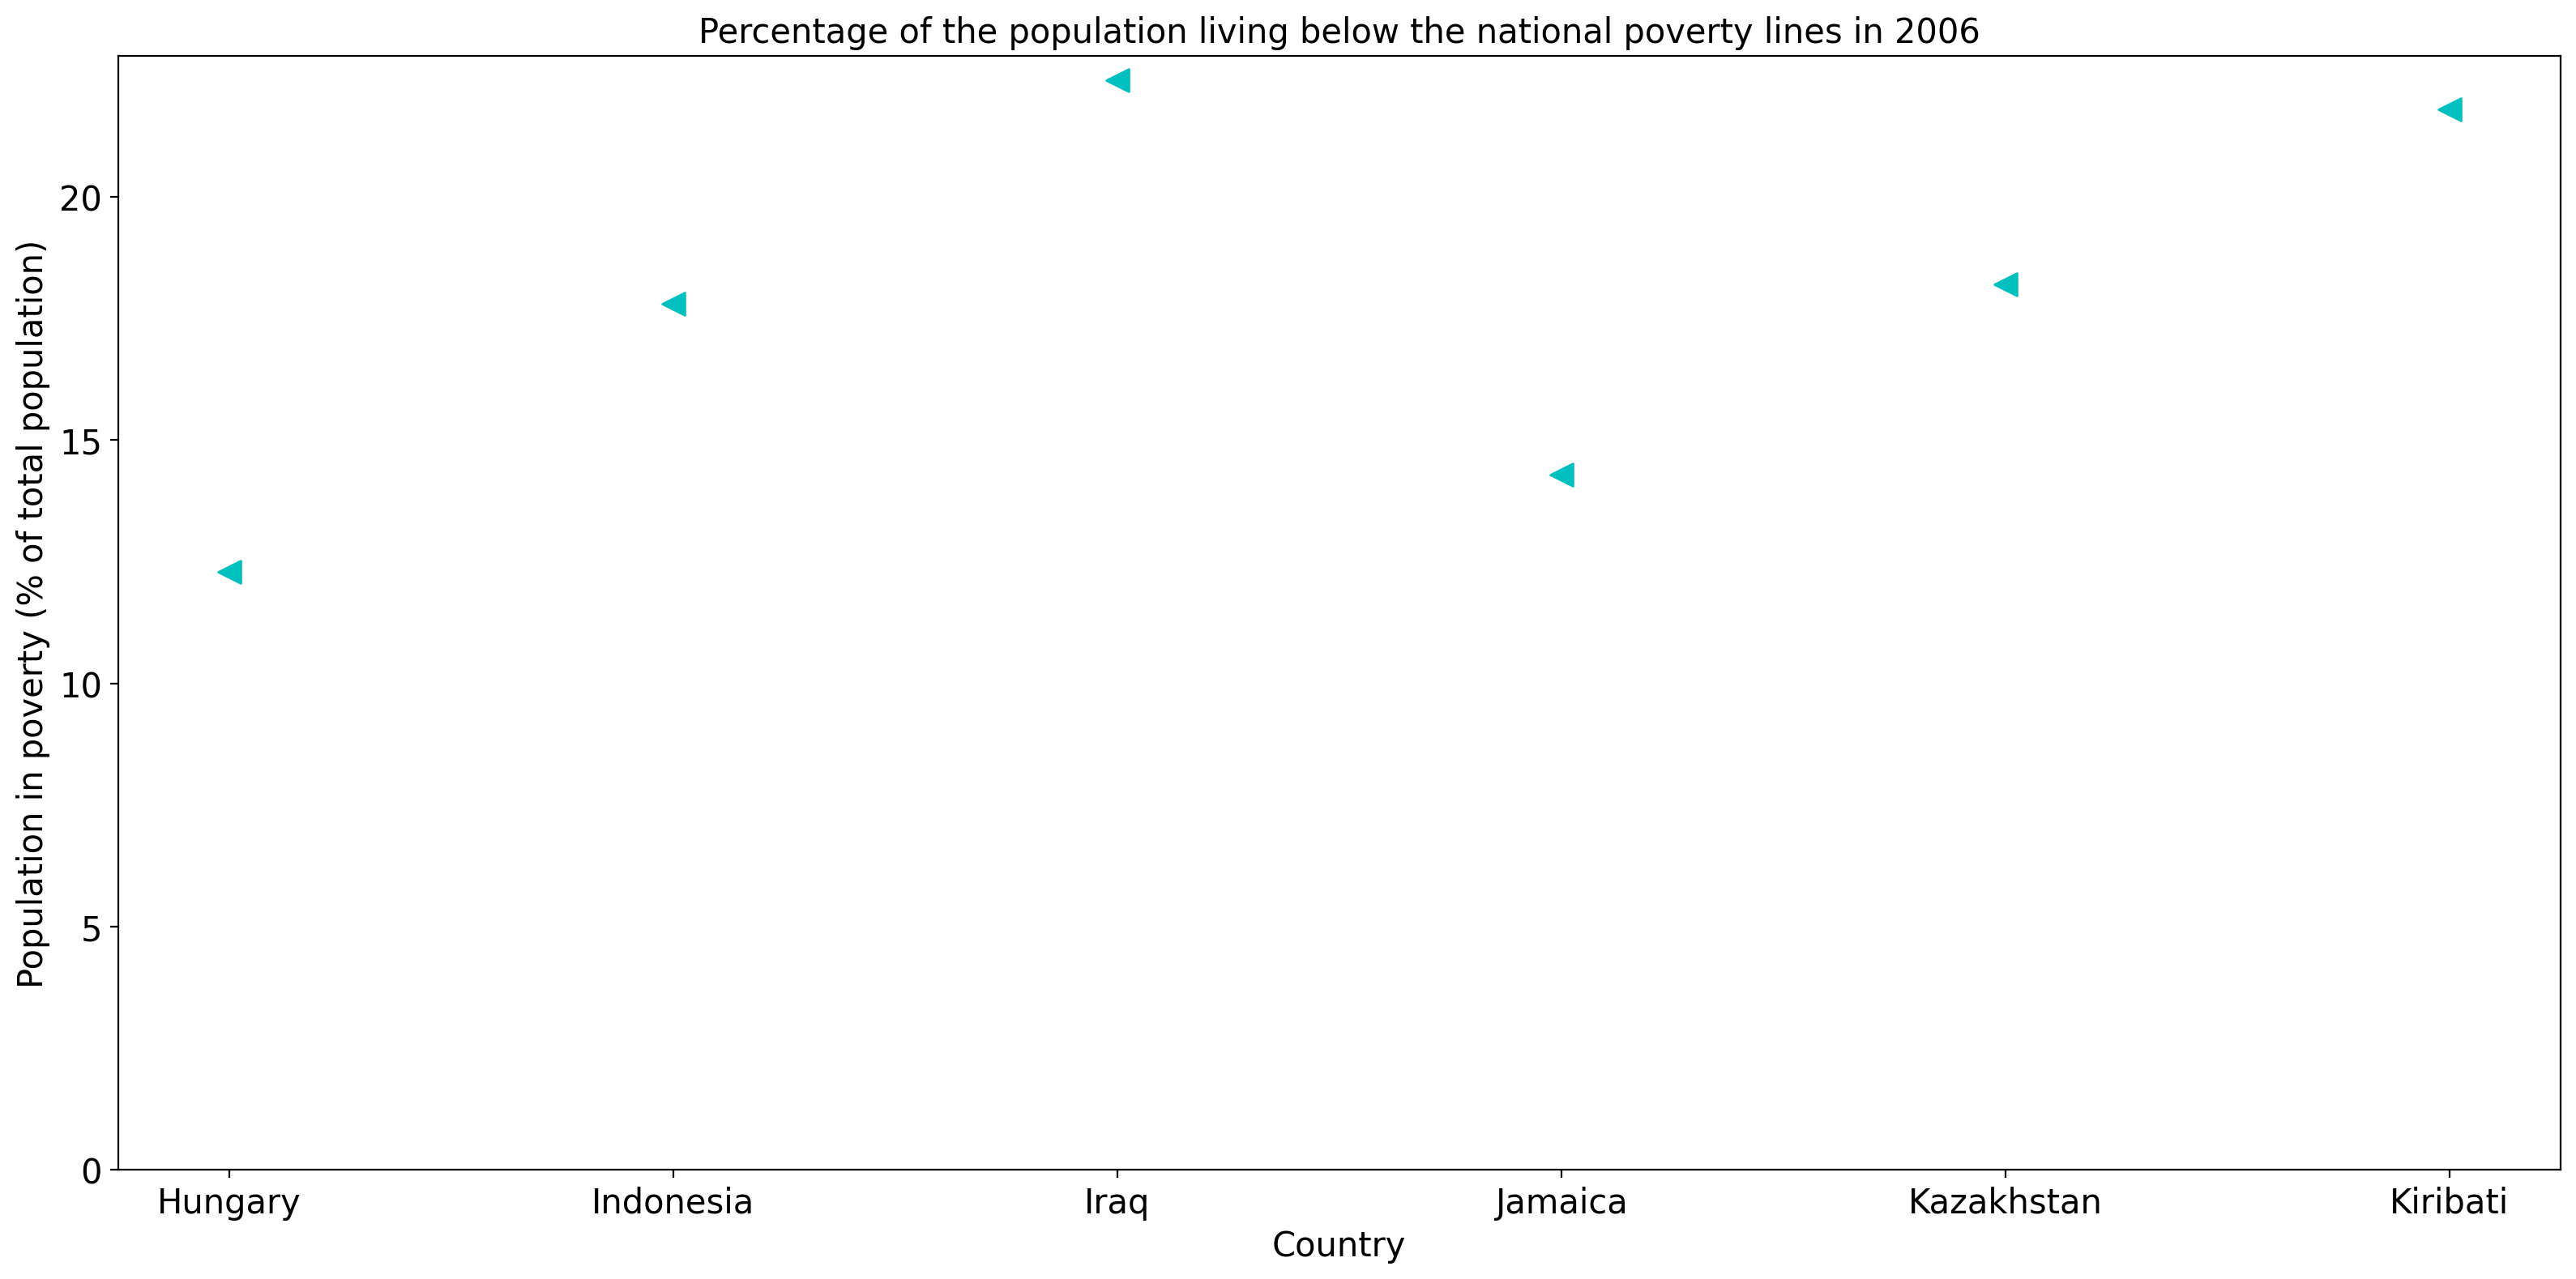 Percentage of the population living below the national poverty lines in 2006
Population in poverty (% of total population)
20
15
10
5
0
Hungary Indonesia Iraq Jamaica Kazakhstan Kiribati
Country